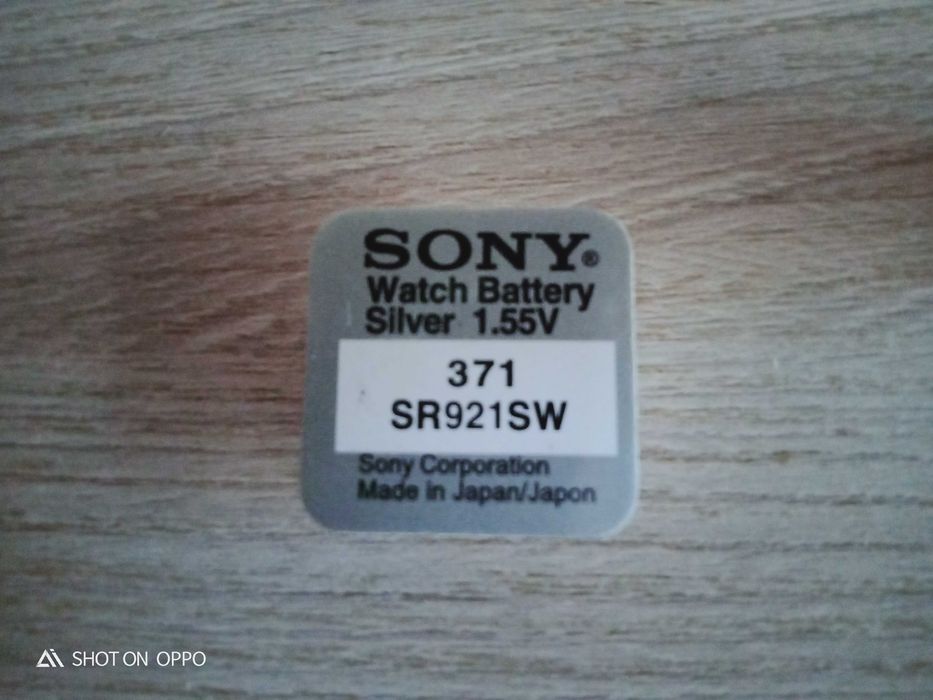 SONY®
Watch Battery
Silver 1.55V
371
SR921SW
Sony Corporation
Made in Japan/Japon
SHOT ON OPPO